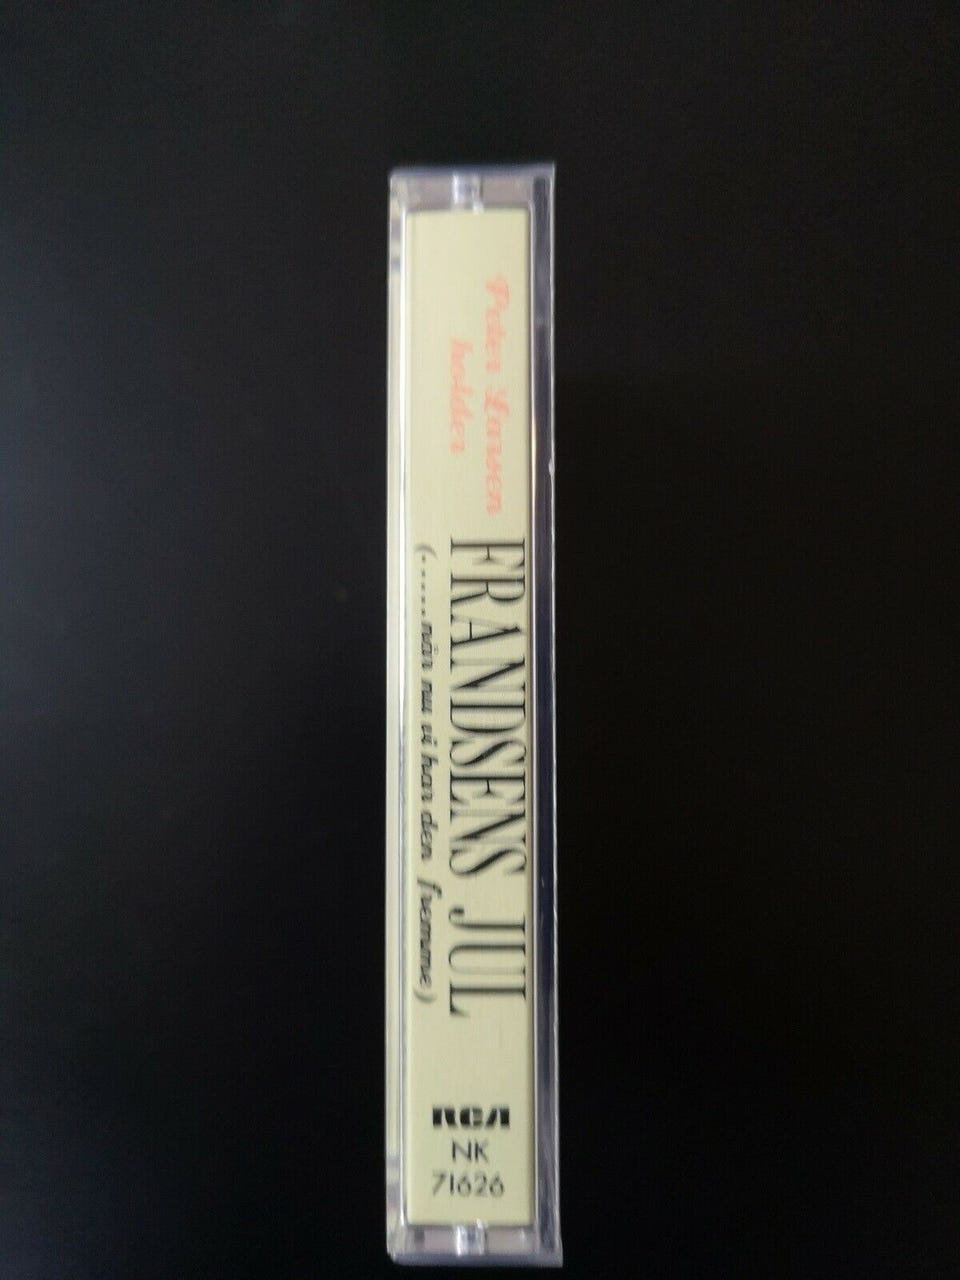 Peter Larsen
holder
FRANDSENS JUL
(......når nu vi har den fremme)
RCA
NK
71626